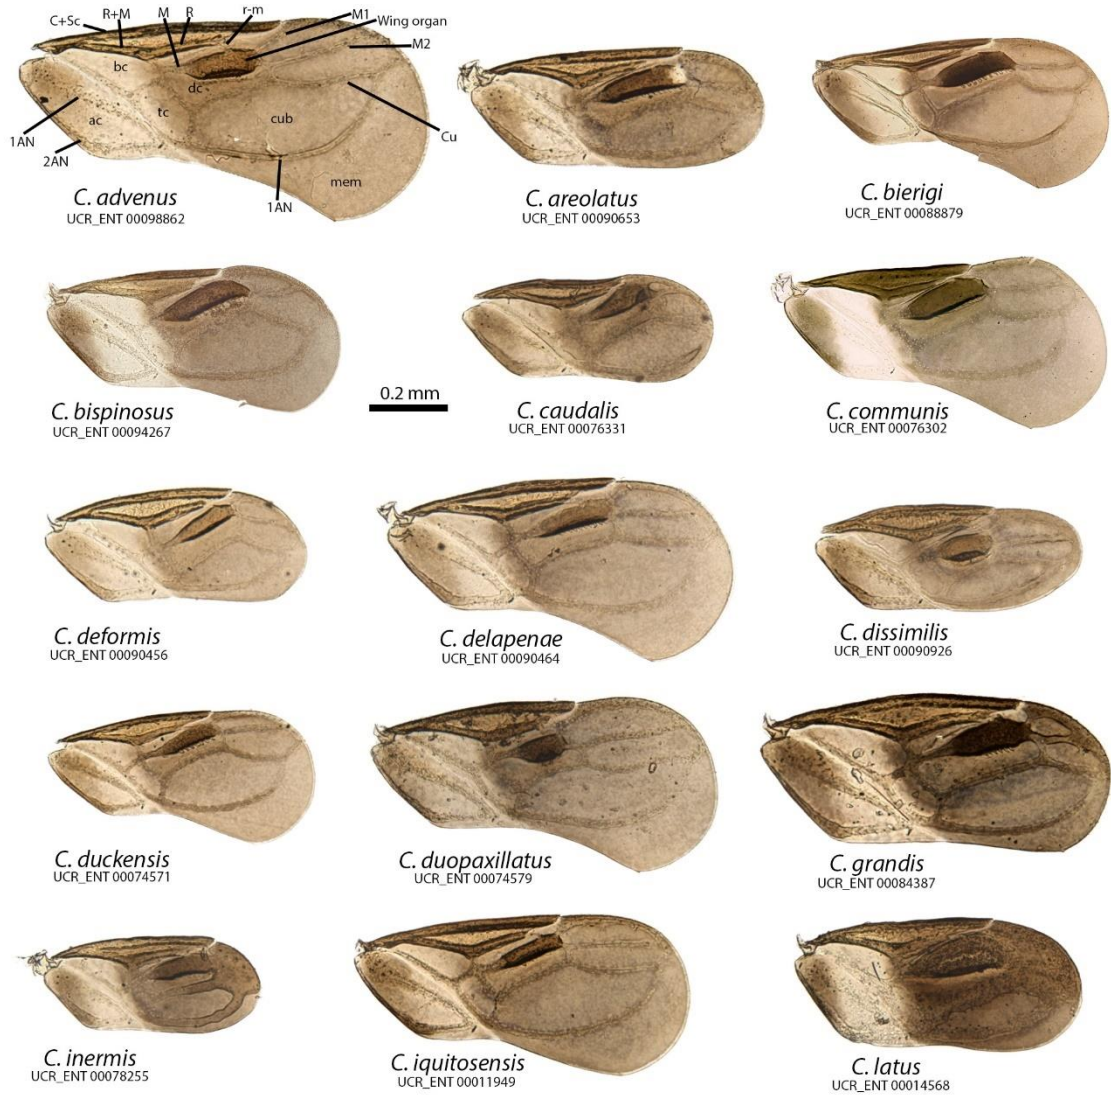 C+Sc
R+M
M
R
r-m
M1
Wing organ
M2
bc
dc
tc
ac
cub
Cu
1AN
2AN
mem
1AN
C. advenus
UCR_ENT 00098862
C. areolatus
UCR_ENT 00090653
C. bierigi
UCR_ENT 00088879
C. bispinosus
UCR_ENT 00094267
0.2 mm
C. caudalis
UCR_ENT 00076331
C. communis
UCR_ENT 00076302
C. deformis
UCR_ENT 00090456
C. delapenae
UCR_ENT 00090464
C. dissimilis
UCR_ENT 00090926
C. duckensis
UCR_ENT 00074571
C. duopaxillatus
UCR_ENT 00074579
C. grandis
UCR_ENT 00084387
C. inermis
UCR_ENT 00078255
C. iquitosensis
UCR_ENT 00011949
C. latus
UCR_ENT 00014568